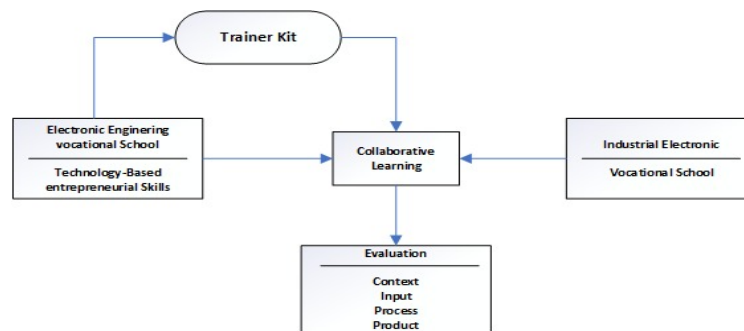 Trainer Kit
Electronic Enginering
vocational School
Technology-Based
entrepreneurial Skills
Collaborative
Learning
Industrial Electronic
Vocational School
Evaluation
Context
Input
Process
Product